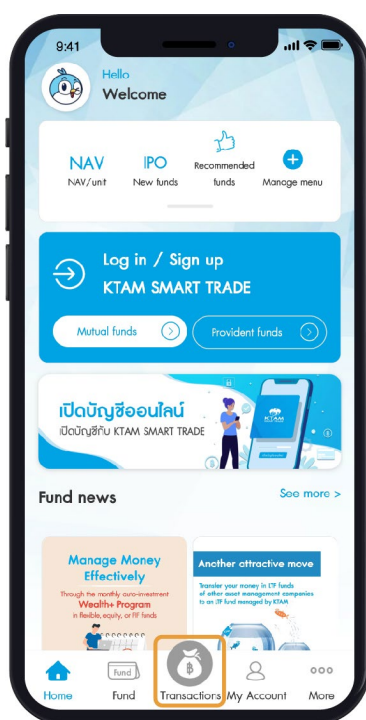 9:41
Hello
Welcome
NAV
NAV/unit
IPO
New funds
Recommended
funds
Manage menu
Log in / Sign up
KTAM SMART TRADE
Mutual funds
Provident funds
เปิดบัญชีออนไลน์
เปิดบัญชีกับ KTAM SMART TRADE
KTAM
Fund news
See more >
Manage Money
Effectively
Through the monthly auto-investment
Wealth+ Program
in flexible, equity, or FIF funds
Another attractive move
Transfer your money in LTF funds
of other asset management companies
to an LTF fund managed by KTAM
Fund
฿
Home
Fund
Transactions
My Account
More